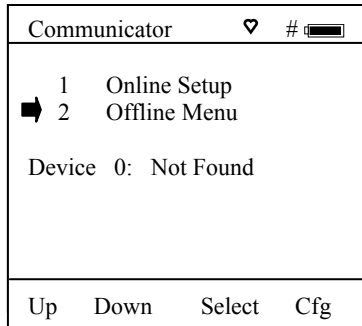 Communicator ♡ #
1 Online Setup
2 Offline Menu
Device 0: Not Found
Up Down Select Cfg